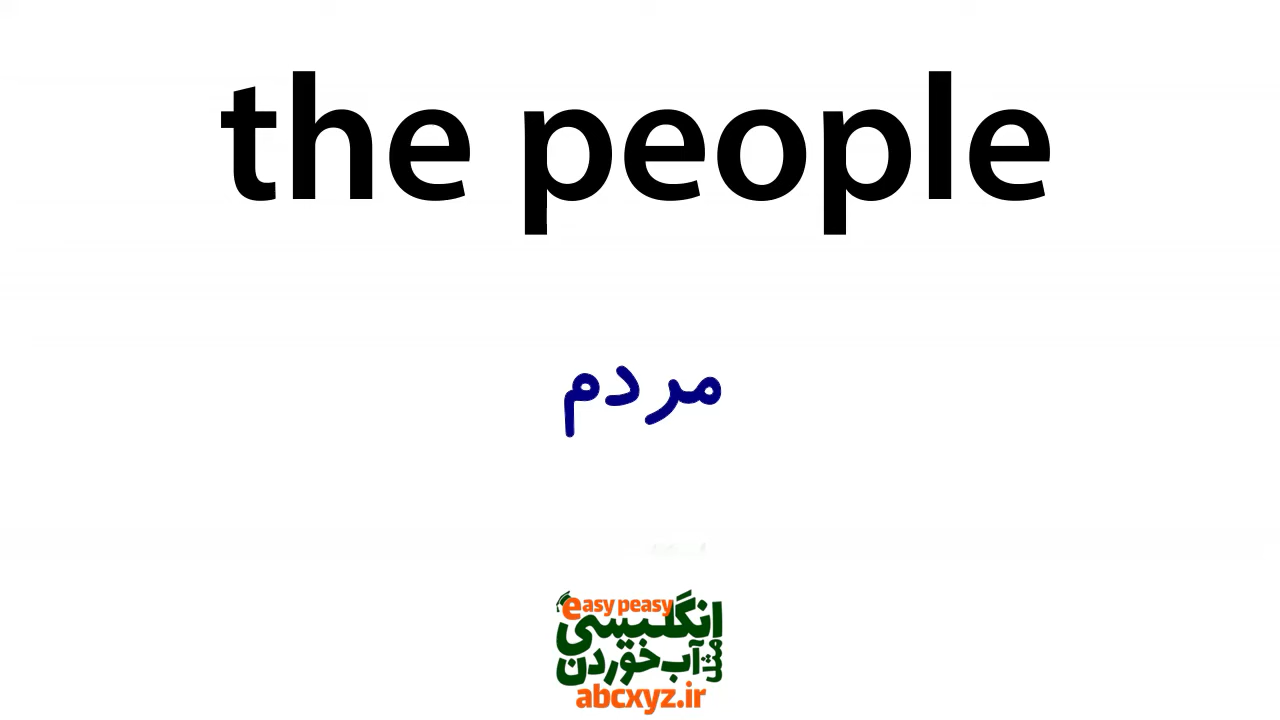 the people
مردم
easy peasy
انگلیسی
مثل آب خوردن
abcxyz.ir